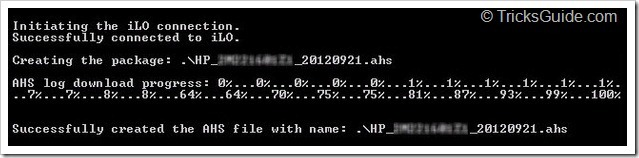 © TricksGuide.com
Initiating the iLO connection.
Successfully connected to iLO.
Creating the package: .\HP_ _20120921.ahs
AHS log download progress: 0%...0%...0%...0%...0%...1%...1%...1%...1%...1%...1%.
..7%...7%...8%...8%...64%...64%...70%...75%...75%...81%...87%...93%...99%...100%
Successfully created the AHS file with name: .\HP_ _20120921.ahs